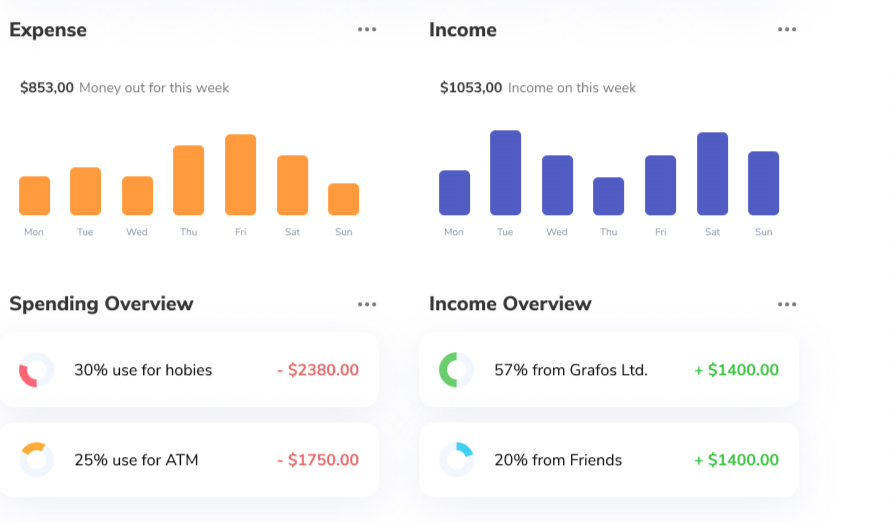 Expense
$853,00 Money out for this week
Mon Tue Wed Thu Fri Sat Sun
Income
$1053,00 Income on this week
Mon Tue Wed Thu Fri Sat Sun
Spending Overview
30% use for hobies - $2380.00
25% use for ATM - $1750.00
Income Overview
57% from Grafos Ltd. + $1400.00
20% from Friends + $1400.00